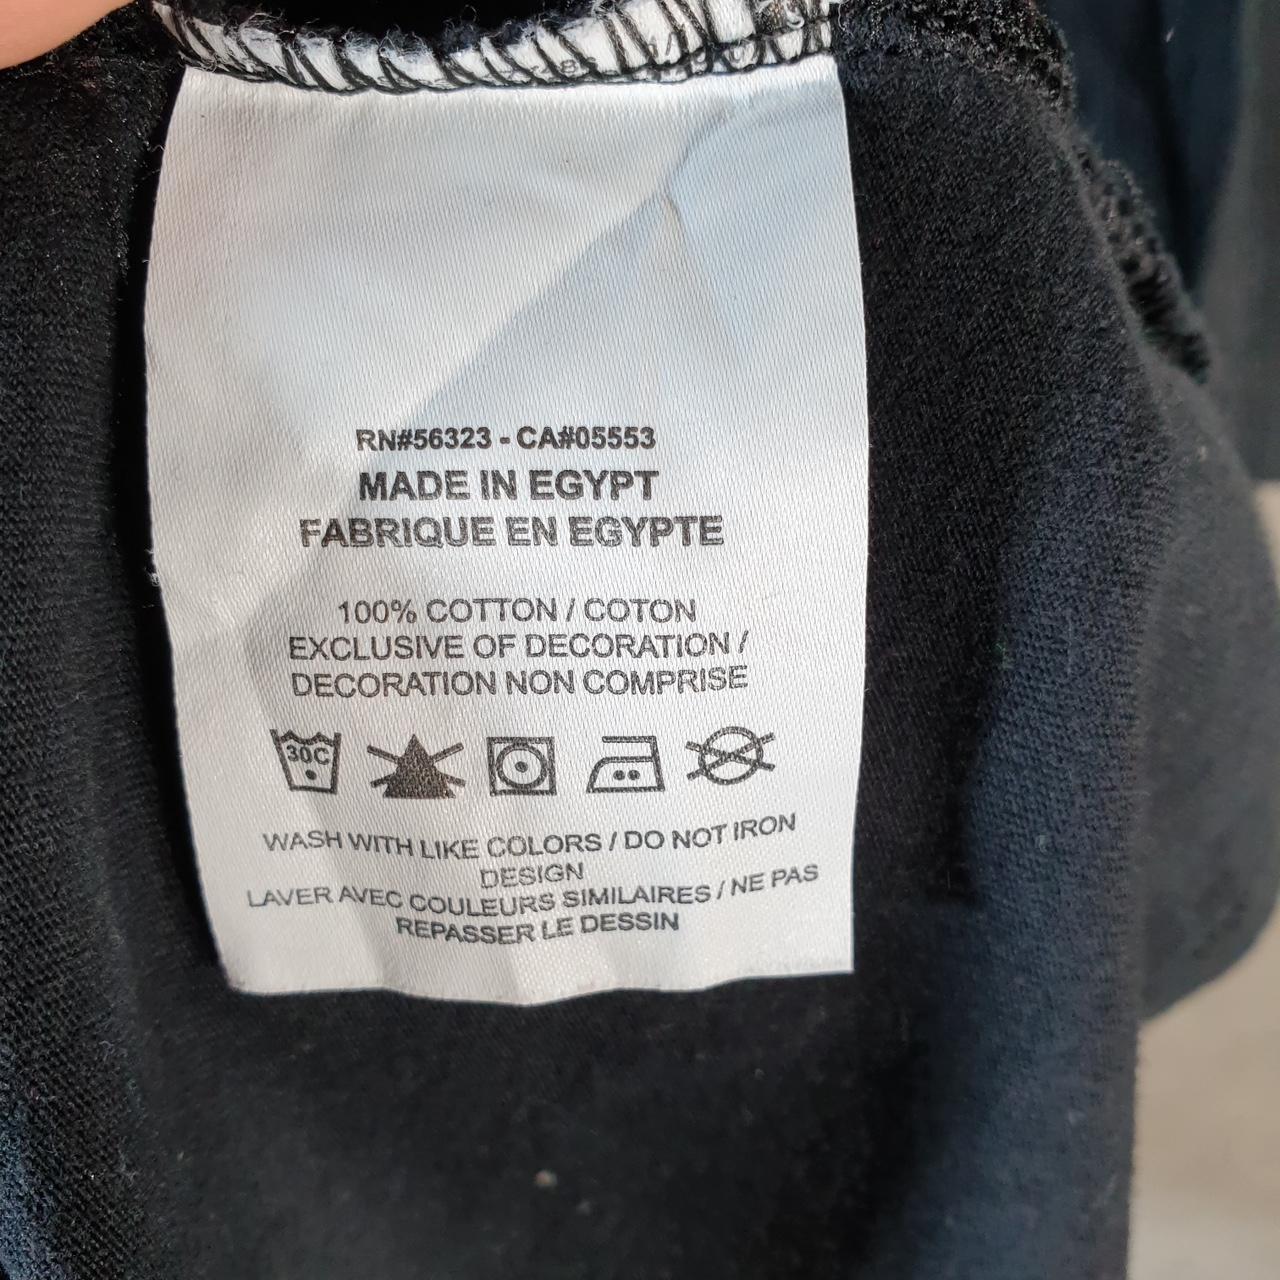 RN#56323 - CA#05553
MADE IN EGYPT
FABRIQUE EN EGYPTE
100% COTTON / COTON
EXCLUSIVE OF DECORATION /
DECORATION NON COMPRISE
30C
WASH WITH LIKE COLORS / DO NOT IRON
DESIGN
LAVER AVEC COULEURS SIMILAIRES / NE PAS
REPASSER LE DESSIN